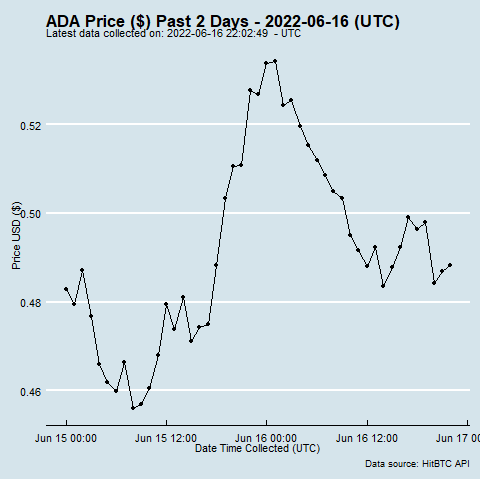 ADA Price ($) Past 2 Days - 2022-06-16 (UTC)
Latest data collected on: 2022-06-16 22:02:49 - UTC
0.52
0.50
0.48
0.46
Price USD ($)
Jun 15 00:00 Jun 15 12:00 Jun 16 00:00 Jun 16 12:00 Jun 17 00
Date Time Collected (UTC)
Data source: HitBTC API